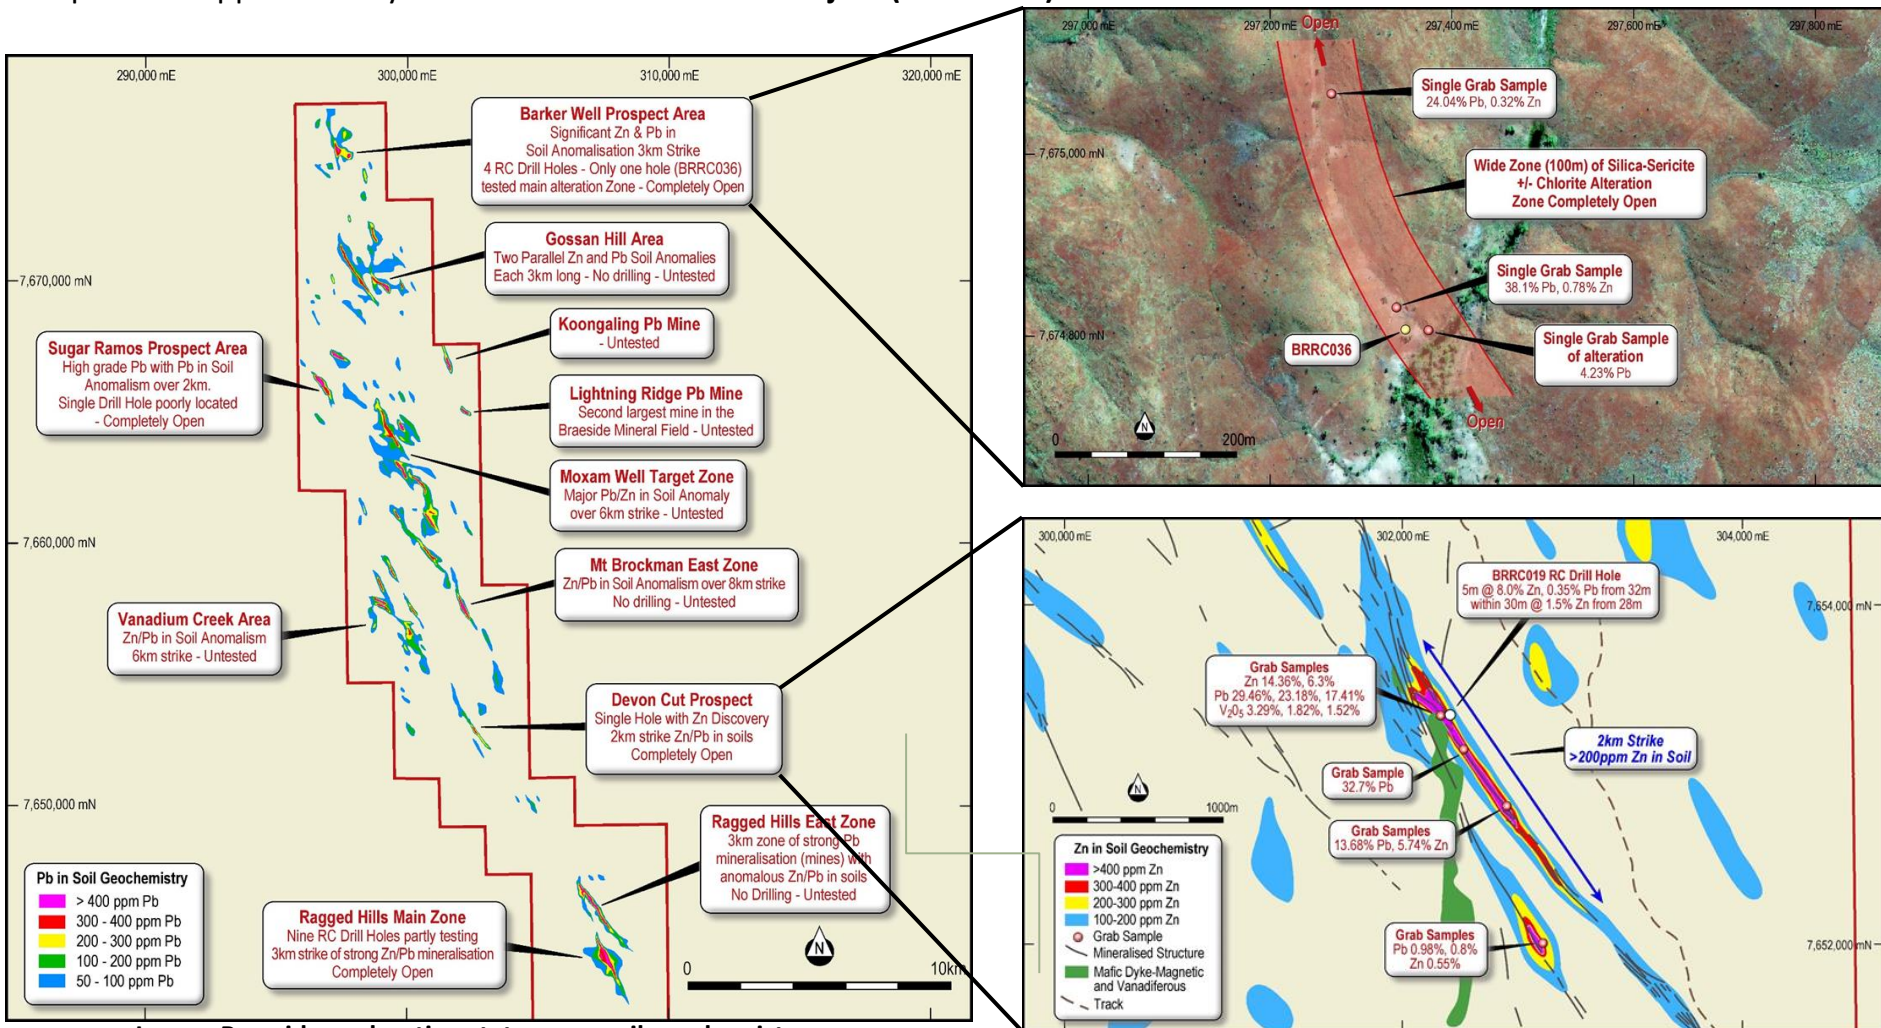 290,000 mE
300,000 mE
310,000 mE
320,000 mE
Barker Well Prospect Area
Significant Zn & Pb in
Soil Anomalisation 3km Strike
4 RC Drill Holes - Only one hole (BRRC036)
tested main alteration Zone - Completely Open
Gossan Hill Area
Two Parallel Zn and Pb Soil Anomalies
Each 3km long - No drilling - Untested
7,670,000 mN
Koongaling Pb Mine
- Untested
Sugar Ramos Prospect Area
High grade Pb with Pb in Soil
Anomalism over 2km.
Single Drill Hole poorly located
- Completely Open
Lightning Ridge Pb Mine
Second largest mine in the
Braeside Mineral Field - Untested
Moxam Well Target Zone
Major Pb/Zn in Soil Anomaly
over 6km strike - Untested
7,660,000 mN
Mt Brockman East Zone
Zn/Pb in Soil Anomalism over 8km strike
No drilling - Untested
Vanadium Creek Area
Zn/Pb in Soil Anomalism
6km strike - Untested
Devon Cut Prospect
Single Hole with Zn Discovery
2km strike Zn/Pb in soils
Completely Open
7,650,000 mN
Ragged Hills East Zone
3km zone of strong Pb
mineralisation (mines) with
anomalous Zn/Pb in soils
No Drilling - Untested
Ragged Hills Main Zone
Nine RC Drill Holes partly testing
3km strike of strong Zn/Pb mineralisation
Completely Open
Pb in Soil Geochemistry
> 400 ppm Pb
300 - 400 ppm Pb
200 - 300 ppm Pb
100 - 200 ppm Pb
50 - 100 ppm Pb
N
0 10km
297,000 mE
297,200 mE
297,400 mE
297,600 mE
297,800 mE
Open
Single Grab Sample
24.04% Pb, 0.32% Zn
7,675,000 mN
Wide Zone (100m) of Silica-Sericite
+/- Chlorite Alteration
Zone Completely Open
Single Grab Sample
38.1% Pb, 0.78% Zn
7,674,800 mN
BRRC036
Single Grab Sample
of alteration
4.23% Pb
Open
N
0 200m
300,000 mE
302,000 mE
304,000 mE
BRRC019 RC Drill Hole
5m @ 8.0% Zn, 0.35% Pb from 32m
within 30m @ 1.5% Zn from 28m
7,654,000 mN
Grab Samples
Zn 14.36%, 6.3%
Pb 29.46%, 23.18%, 17.41%
V₂0₅ 3.29%, 1.82%, 1.52%
2km Strike
>200ppm Zn in Soil
Grab Sample
32.7% Pb
N
0 1000m
Grab Samples
13.68% Pb, 5.74% Zn
Zn in Soil Geochemistry
>400 ppm Zn
300-400 ppm Zn
200-300 ppm Zn
100-200 ppm Zn
Grab Sample
Mineralised Structure
Mafic Dyke-Magnetic
and Vanadiferous
Track
Grab Samples
Pb 0.98%, 0.8%
Zn 0.55%
7,652,000 mN